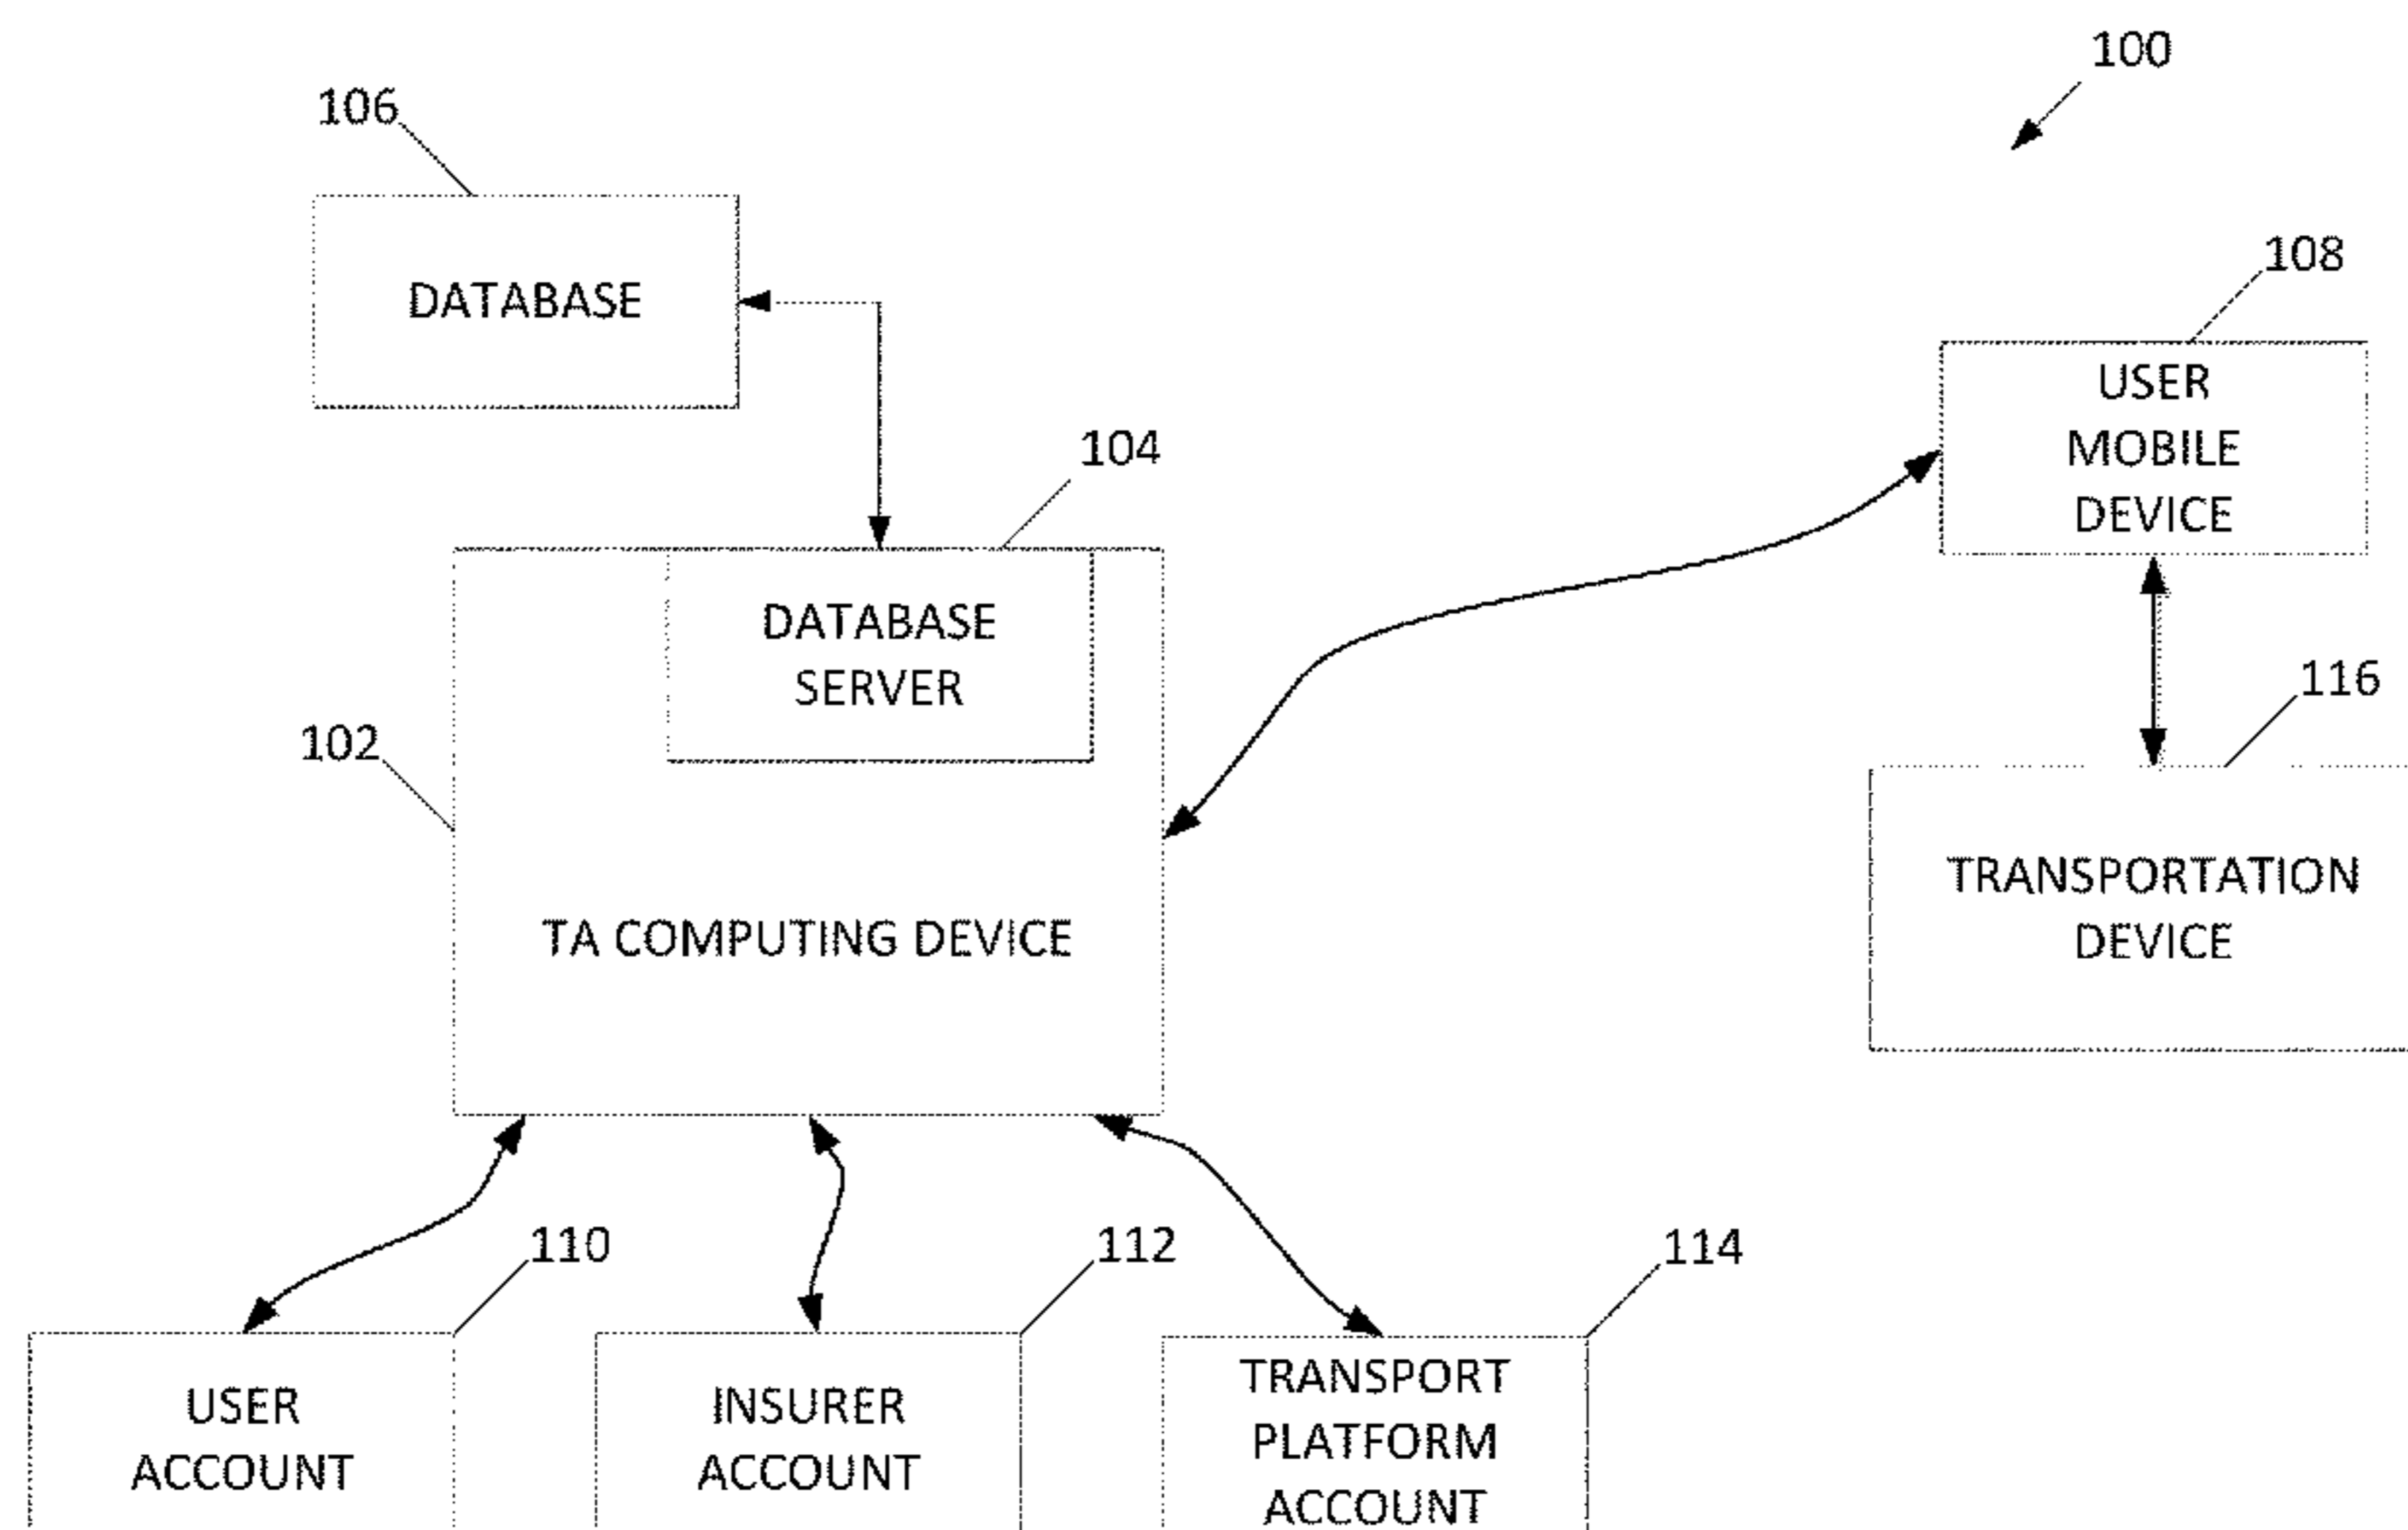 100
106
DATABASE
108
USER
MOBILE
DEVICE
104
DATABASE
SERVER
102
116
TA COMPUTING DEVICE
TRANSPORTATION
DEVICE
110
112
114
USER
ACCOUNT
INSURER
ACCOUNT
TRANSPORT
PLATFORM
ACCOUNT